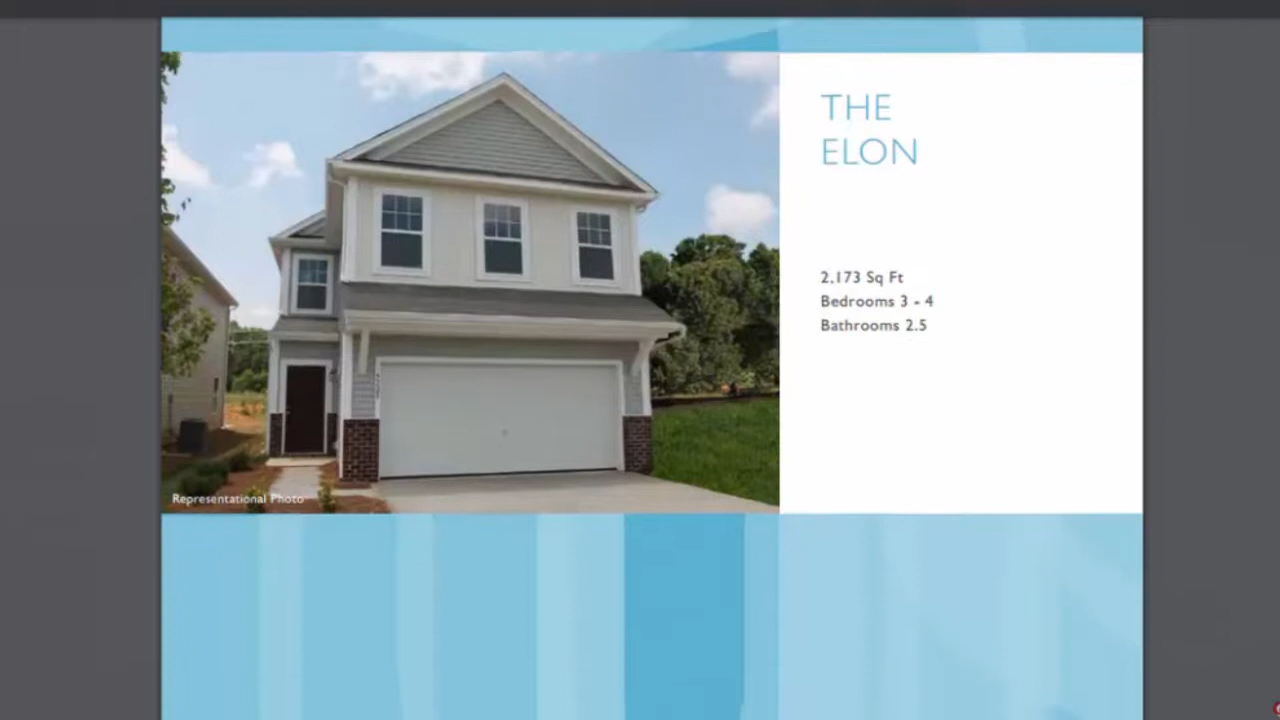 THE
ELON
2,173 Sq Ft
Bedrooms 3 - 4
Bathrooms 2.5
Representational Photo